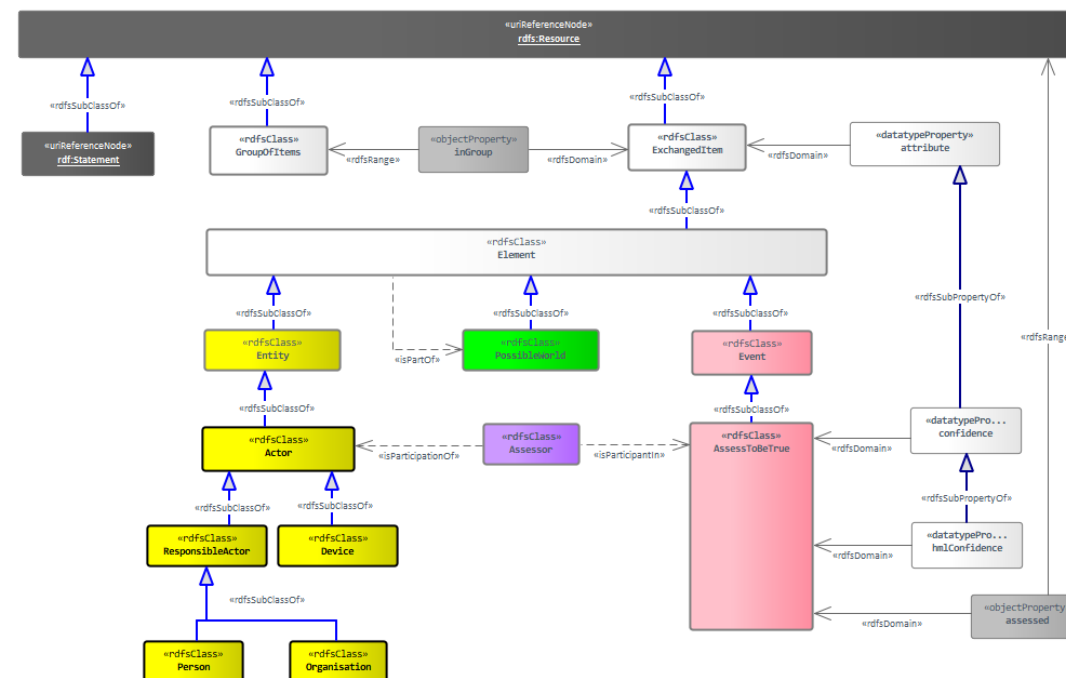 «uriReferenceNode»
rdfs:Resource
«rdfsSubClassOf»
«rdfsSubClassOf»
«rdfsSubClassOf»
«uriReferenceNode»
rdf:Statement
«rdfsClass»
GroupOfItems
«rdfsRange»
«objectProperty»
inGroup
«rdfsDomain»
«rdfsClass»
ExchangedItem
«rdfsDomain»
«datatypeProperty»
attribute
«rdfsSubClassOf»
«rdfsClass»
Element
«rdfsSubClassOf»
«rdfsSubClassOf»
«rdfsSubClassOf»
«rdfsSubPropertyOf»
«rdfsRange
«rdfsClass»
Entity
«isPartOf»
«rdfsClass»
PossibleWorld
«rdfsClass»
Event
«rdfsSubClassOf»
«rdfsSubClassOf»
«rdfsClass»
Actor
«isParticipationOf»
«rdfsClass»
Assessor
«isParticipantIn»
«rdfsClass»
AssessToBeTrue
«rdfsDomain»
«datatypePro...
confidence
«rdfsSubClassOf»
«rdfsSubClassOf»
«rdfsSubPropertyOf»
«rdfsClass»
ResponsibleActor
«rdfsClass»
Device
«rdfsDomain»
«datatypePro...
hmlConfidence
«rdfsSubClassOf»
«rdfsDomain»
«objectProperty
assessed
«rdfsClass»
Person
«rdfsClass»
Organisation